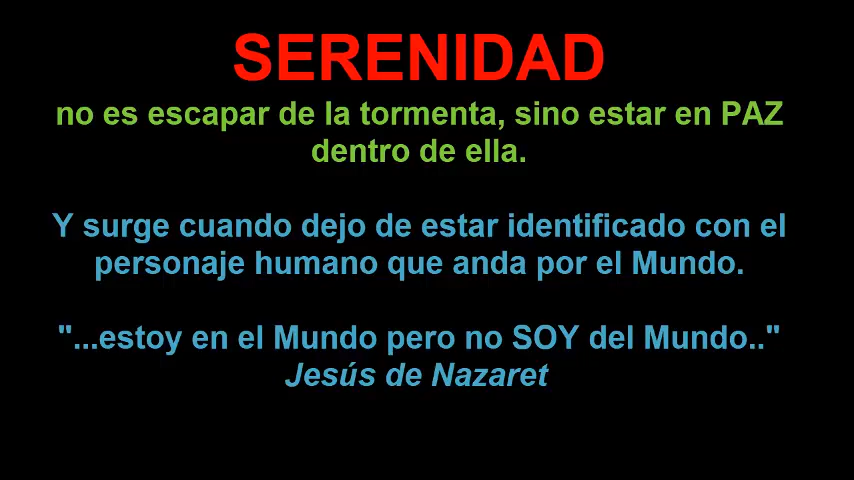 SERENIDAD
no es escapar de la tormenta, sino estar en PAZ
dentro de ella.
Y surge cuando dejo de estar identificado con el
personaje humano que anda por el Mundo.
"...estoy en el Mundo pero no SOY del Mundo.."
Jesús de Nazaret